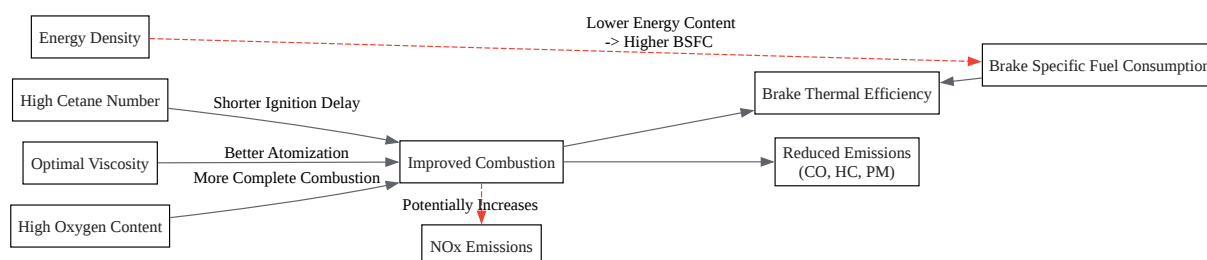 Lower Energy Content
-> Higher BSFC
Energy Density
Brake Specific Fuel Consumption
High Cetane Number
Shorter Ignition Delay
Brake Thermal Efficiency
Optimal Viscosity
Better Atomization
Improved Combustion
Reduced Emissions
(CO, HC, PM)
More Complete Combustion
High Oxygen Content
Potentially Increases
NOx Emissions